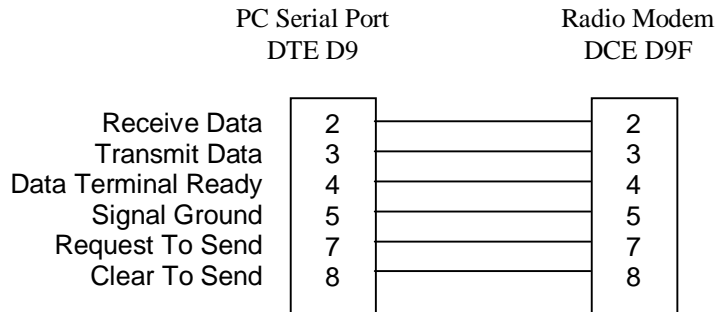 PC Serial Port Radio Modem
DTE D9 DCE D9F
Receive Data 2 2
Transmit Data 3 3
Data Terminal Ready 4 4
Signal Ground 5 5
Request To Send 7 7
Clear To Send 8 8